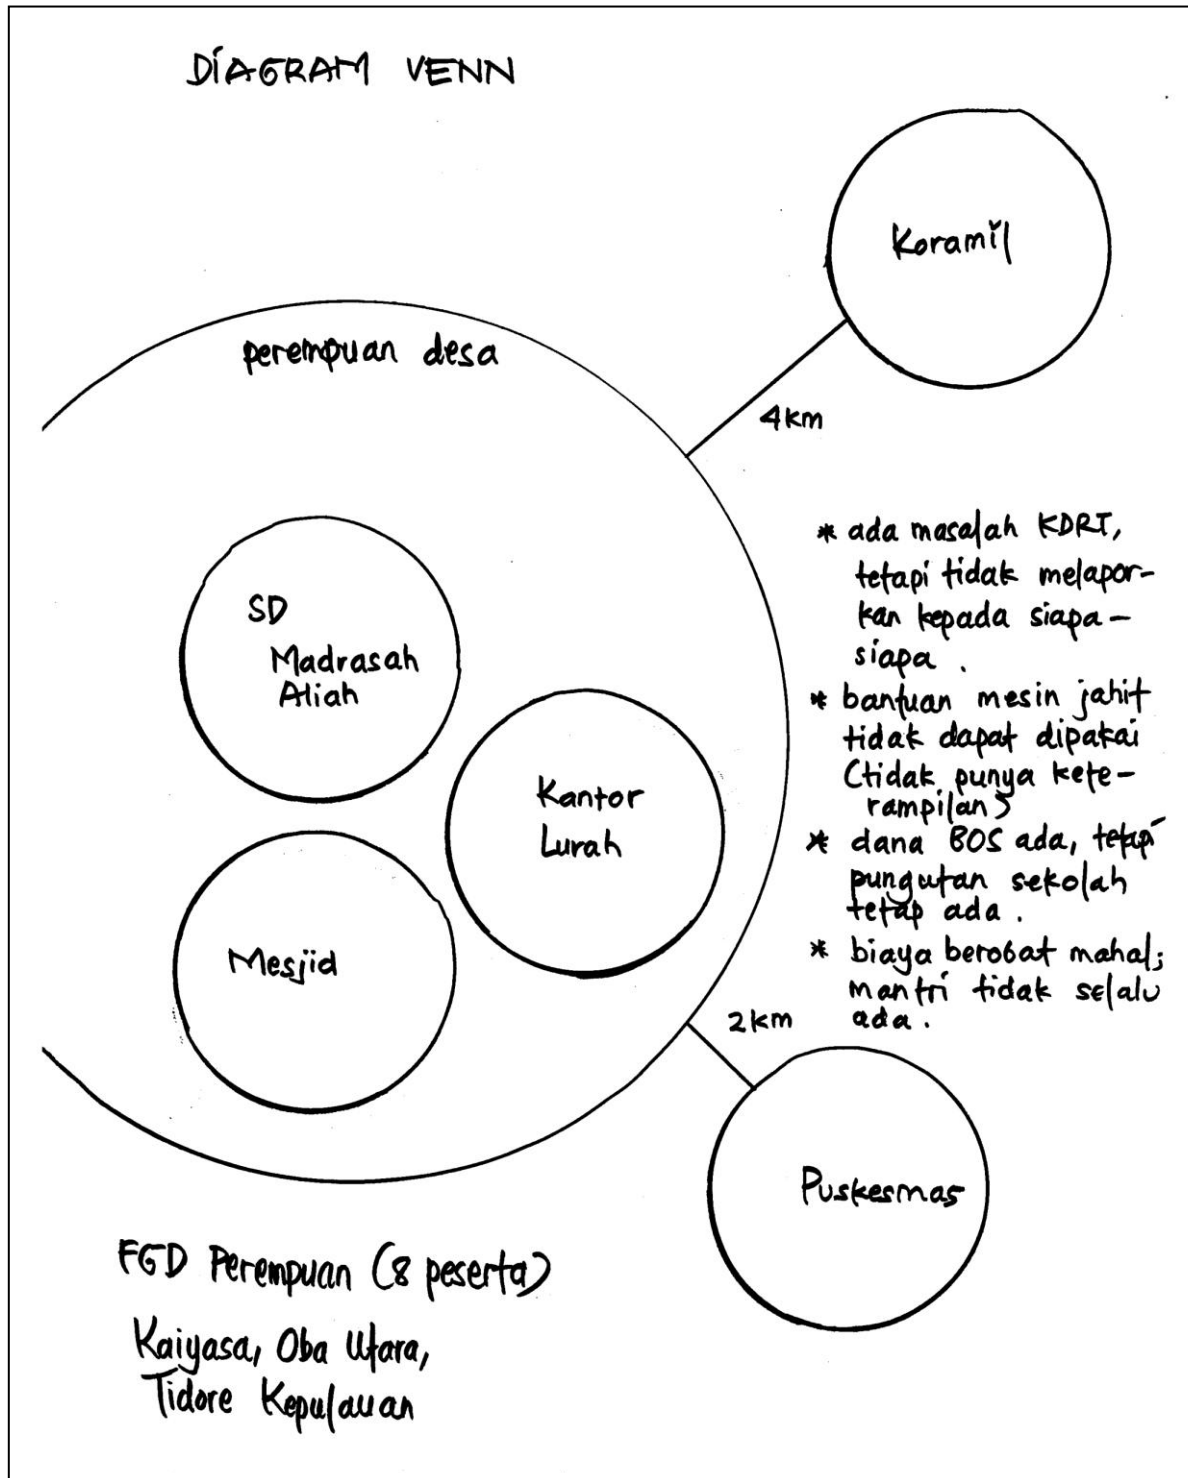 DIAGRAM VENN
Koramil
perempuan desa
4km
* ada masalah KDRT,
tetapi tidak melapor-
kan kepada siapa-
siapa.
SD
Madrasah
Aliah
* bantuan mesin jahit
tidak dapat dipakai
(tidak punya kete-
rampilan)
Kantor
Lurah
* dana BOS ada, tetapi
pungutan sekolah
tetap ada.
Mesjid
* biaya berobat mahal;
mantri tidak selalu
ada.
2km
Puskesmas
FGD Perempuan (8 peserta)
Kaiyasa, Oba Utara,
Tidore Kepulauan